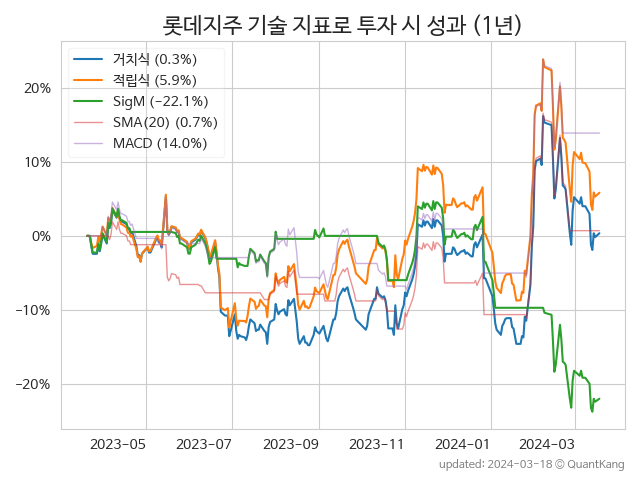 롯데지주 기술 지표로 투자 시 성과 (1년)
거치식 (0.3%)
적립식 (5.9%)
SigM (−22.1%)
SMA(20) (0.7%)
MACD (14.0%)
20%
10%
0%
−10%
−20%
2023-05 2023-07 2023-09 2023-11 2024-01 2024-03
updated: 2024-03-18 © QuantKang